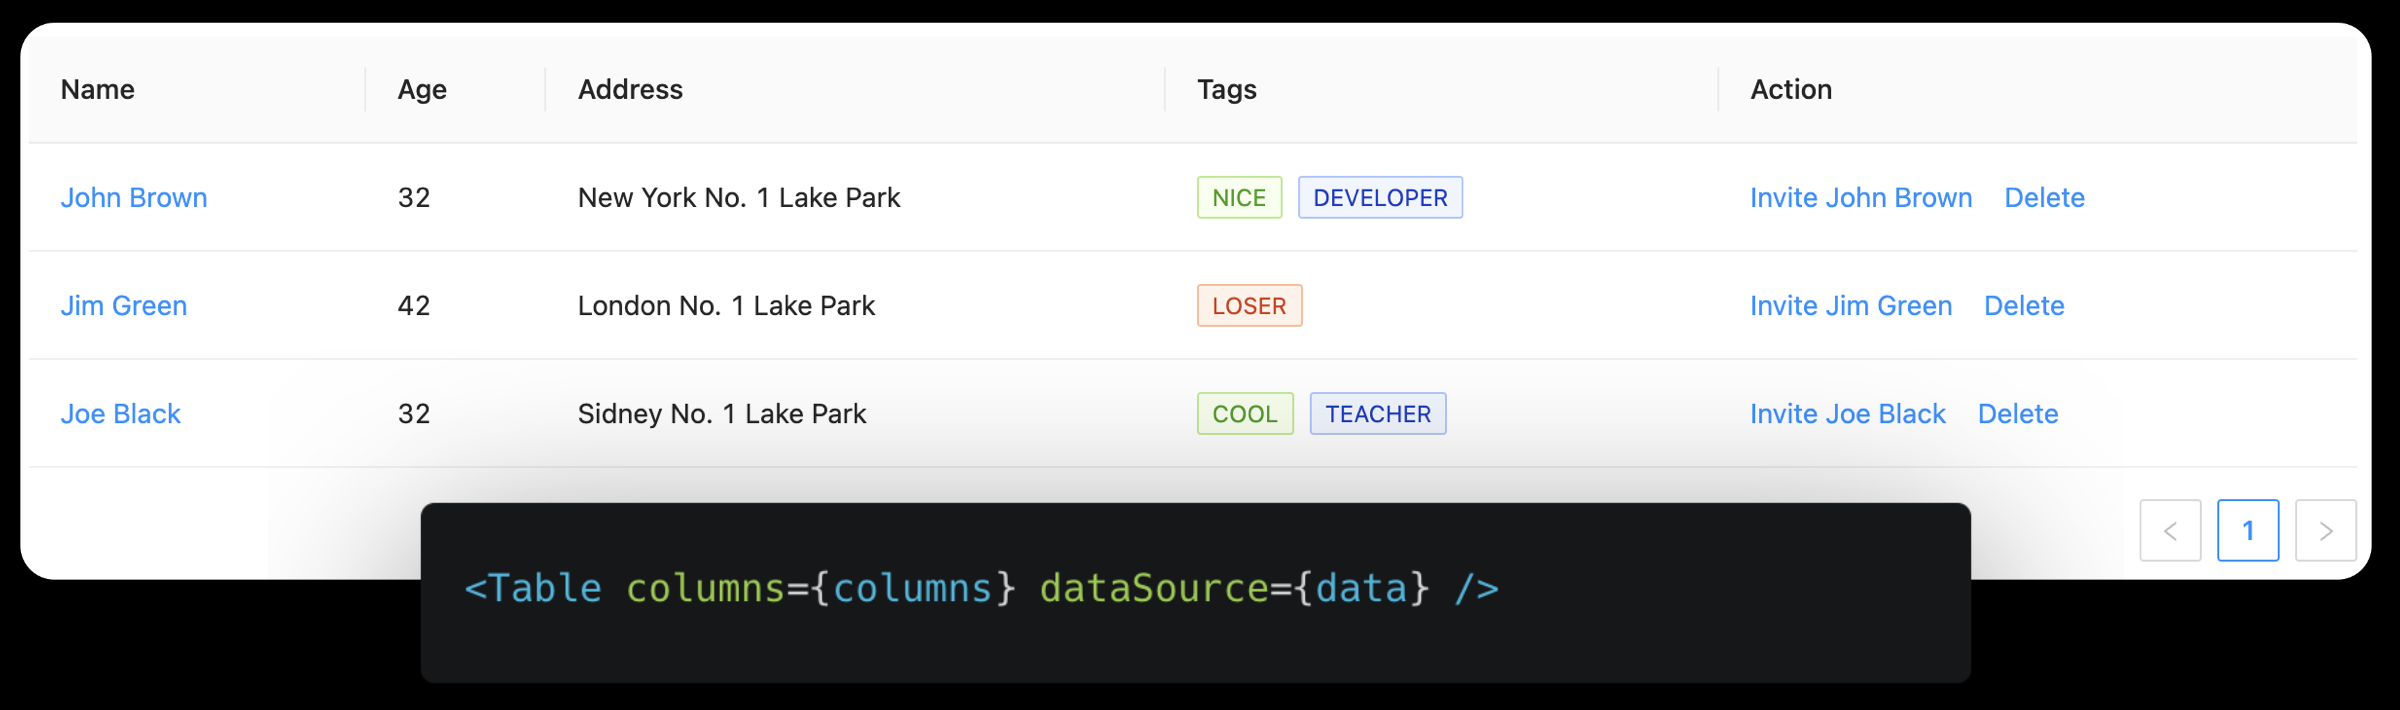 Name Age Address Tags Action
John Brown 32 New York No. 1 Lake Park NICE DEVELOPER Invite John Brown Delete
Jim Green 42 London No. 1 Lake Park LOSER Invite Jim Green Delete
Joe Black 32 Sidney No. 1 Lake Park COOL TEACHER Invite Joe Black Delete
< 1 >
<Table columns={columns} dataSource={data} />